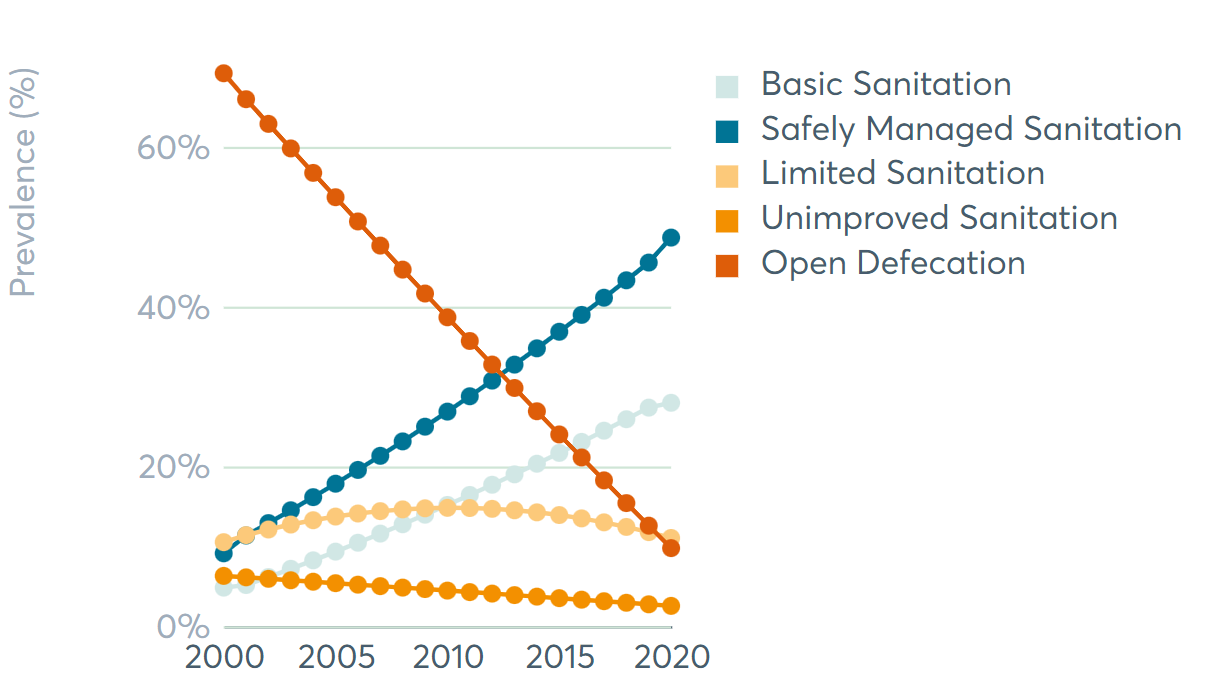 Prevalence (%)
60%
40%
20%
0%
2000 2005 2010 2015 2020
Basic Sanitation
Safely Managed Sanitation
Limited Sanitation
Unimproved Sanitation
Open Defecation